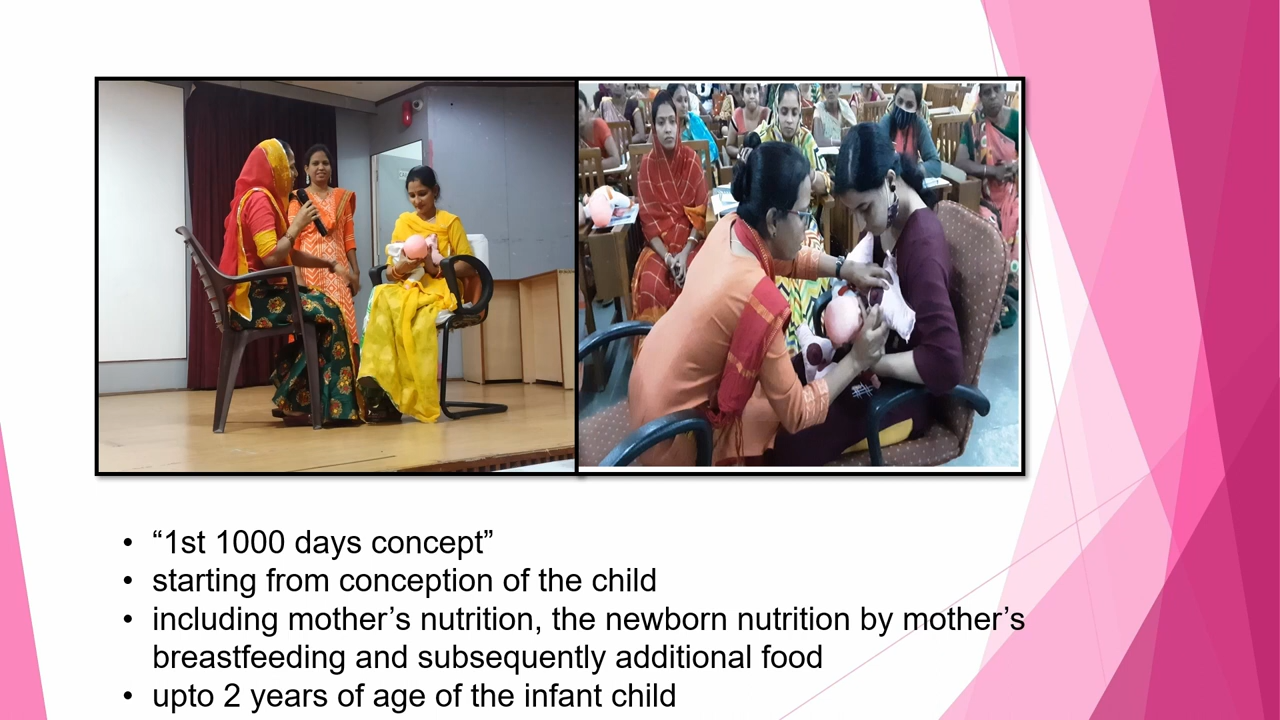 • “1st 1000 days concept”
• starting from conception of the child
• including mother’s nutrition, the newborn nutrition by mother’s
breastfeeding and subsequently additional food
• upto 2 years of age of the infant child